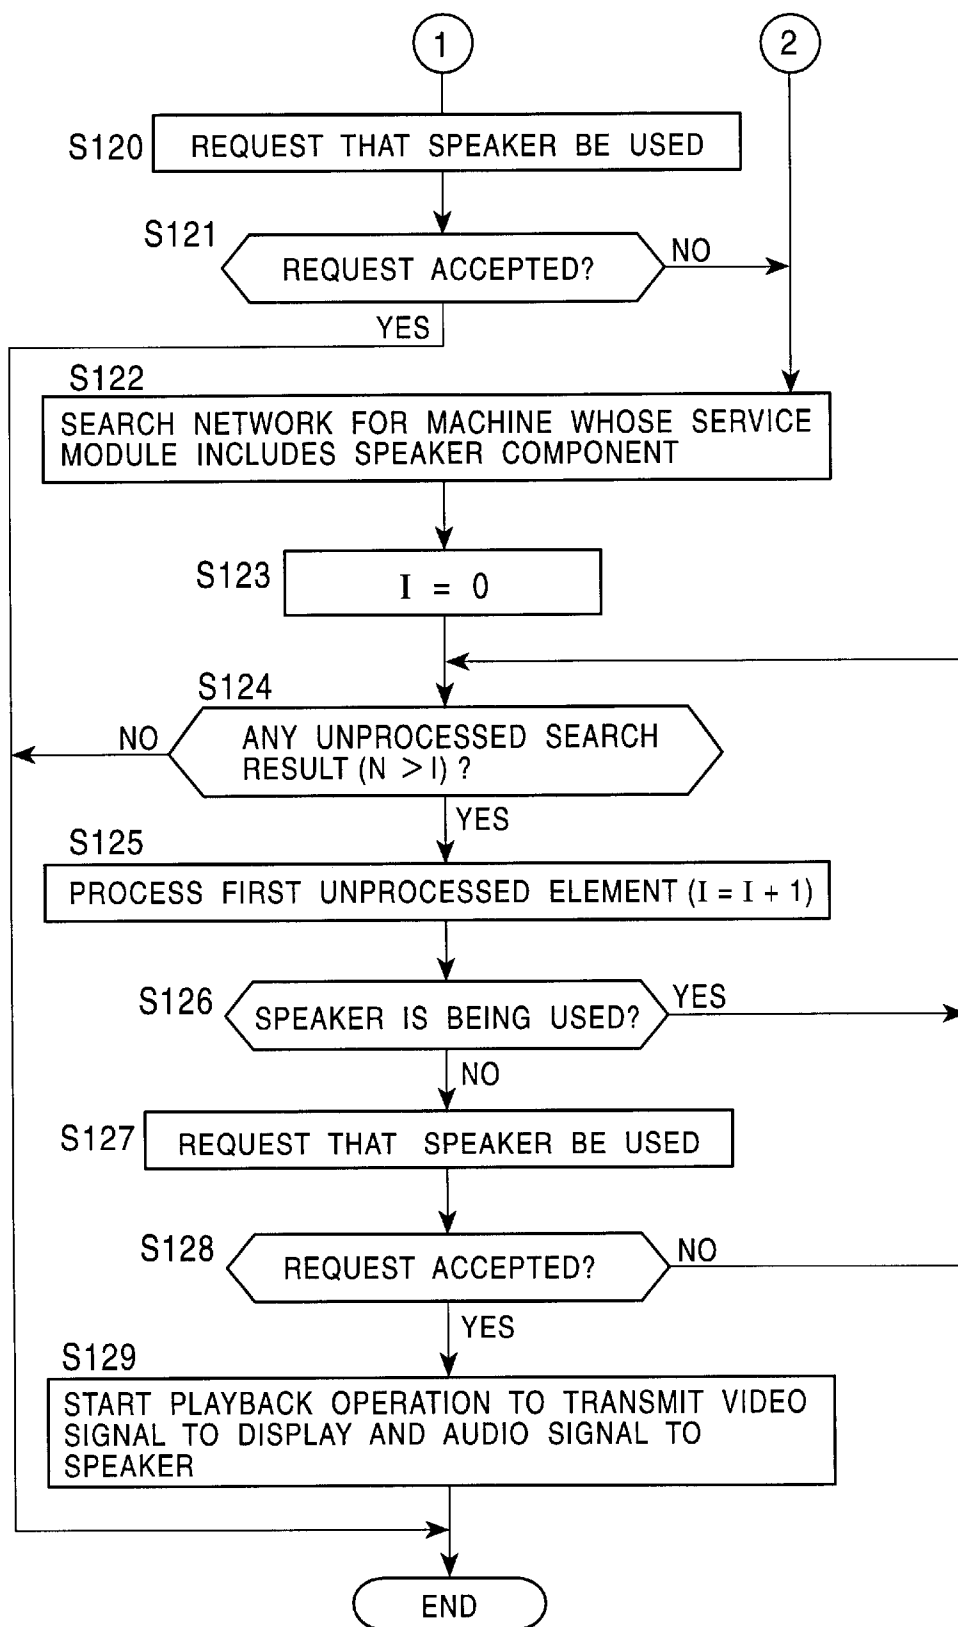 1
2
S120
REQUEST THAT SPEAKER BE USED
S121
REQUEST ACCEPTED?
NO
YES
S122
SEARCH NETWORK FOR MACHINE WHOSE SERVICE
MODULE INCLUDES SPEAKER COMPONENT
S123
I = 0
S124
NO
ANY UNPROCESSED SEARCH
RESULT (N > I) ?
YES
S125
PROCESS FIRST UNPROCESSED ELEMENT (I = I + 1)
S126
SPEAKER IS BEING USED?
YES
NO
S127
REQUEST THAT SPEAKER BE USED
S128
REQUEST ACCEPTED?
NO
YES
S129
START PLAYBACK OPERATION TO TRANSMIT VIDEO
SIGNAL TO DISPLAY AND AUDIO SIGNAL TO
SPEAKER
END